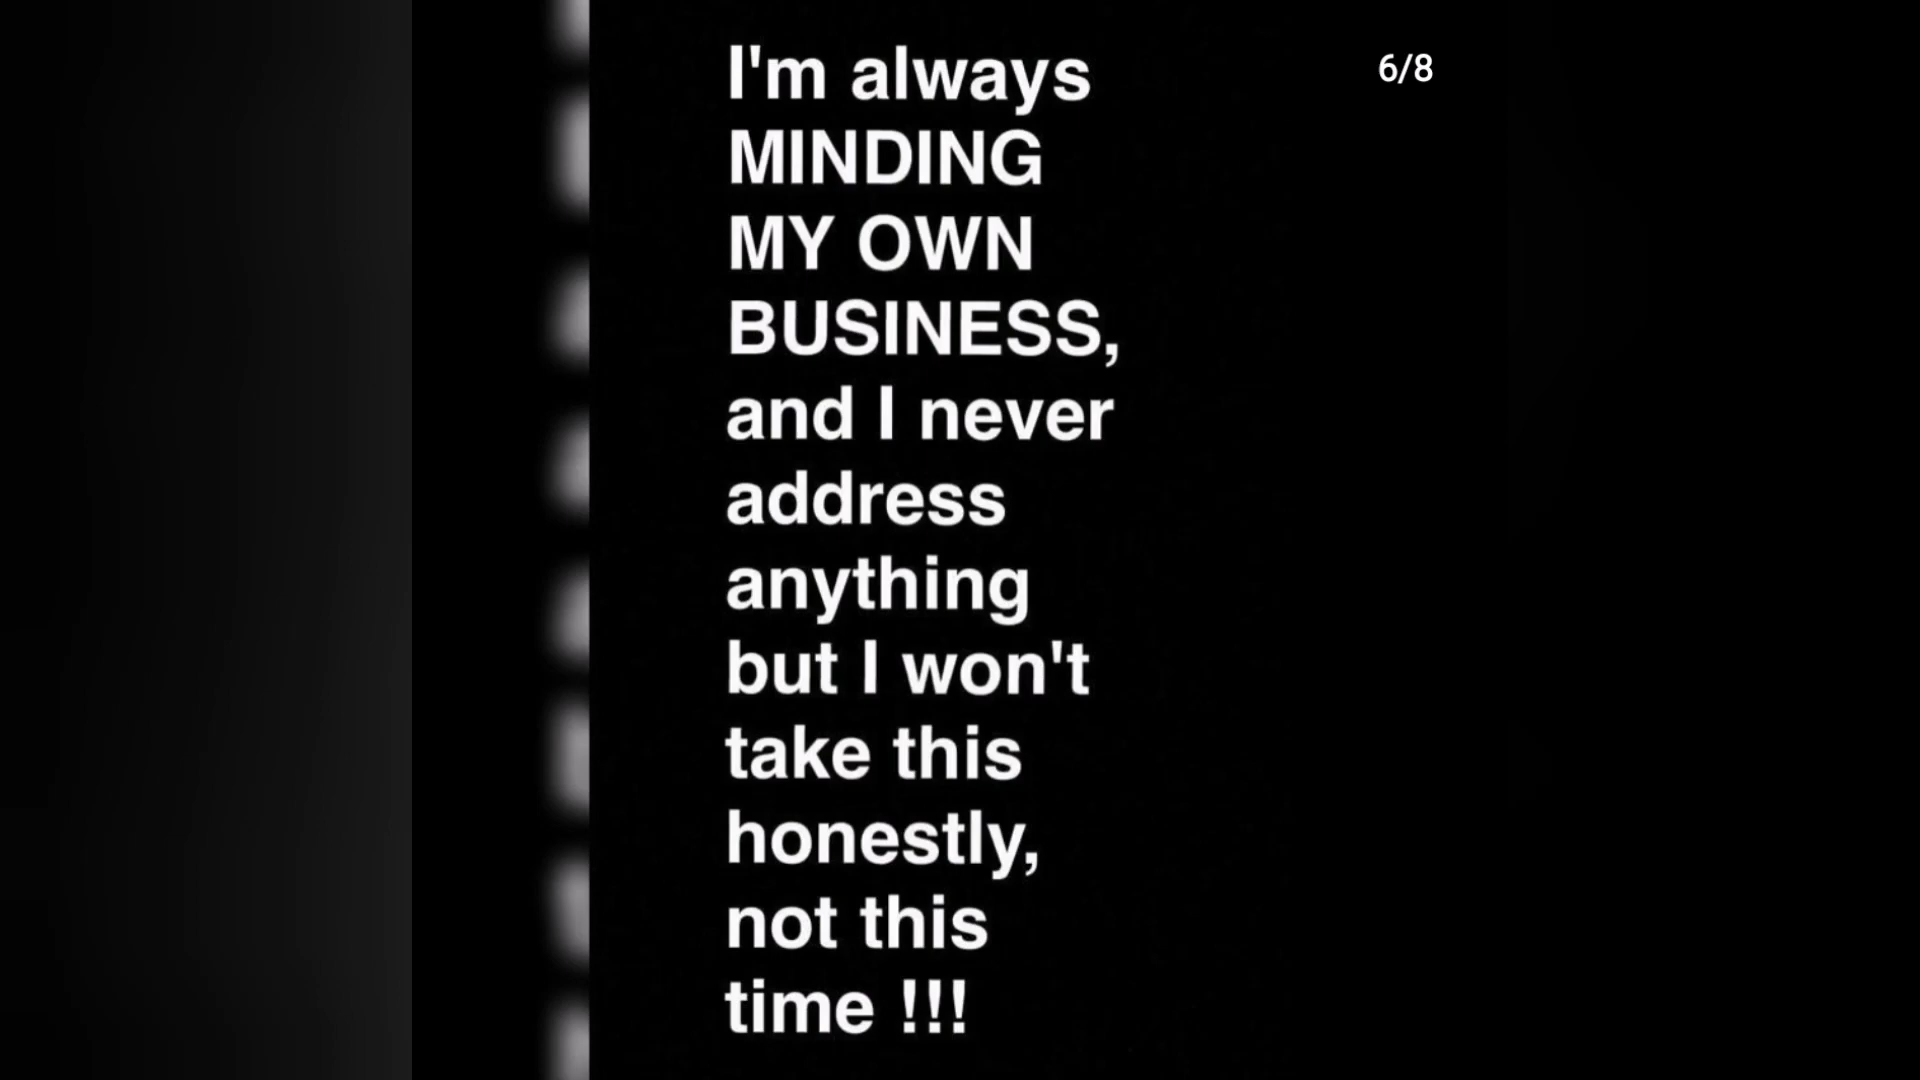 I'm always
MINDING
MY OWN
BUSINESS,
and I never
address
anything
but I won't
take this
honestly,
not this
time !!!
6/8